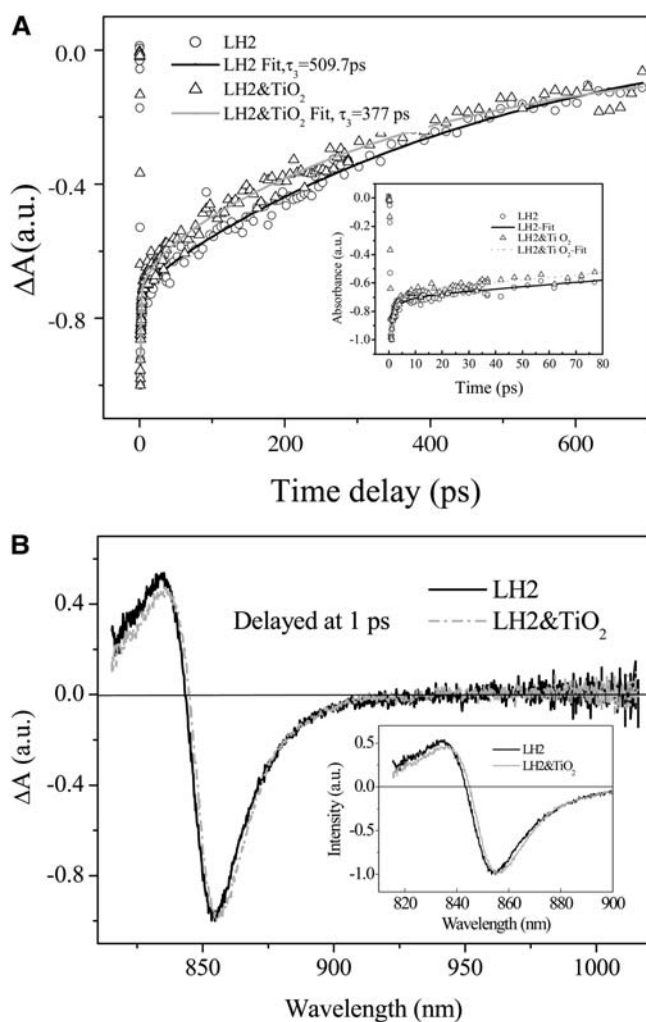 A
LH2
LH2 Fit,τ3=509.7ps
LH2&TiO2
LH2&TiO2 Fit, τ3=377 ps
0.0
-0.4
-0.8
ΔA(a.u.)
0
200
400
600
Time delay (ps)
LH2
LH2-Fit
LH2&Ti O2
LH2&Ti O2-Fit
0.0
-0.2
-0.4
-0.6
-0.8
-1.0
Absorbance (a.u.)
0 10 20 30 40 50 60 70 80
Time (ps)
B
LH2
LH2&TiO2
Delayed at 1 ps
0.4
0.0
-0.4
-0.8
ΔA (a.u.)
850
900
950
1000
Wavelength (nm)
LH2
LH2&TiO2
0.5
0.0
-0.5
-1.0
Intensity (a.u.)
820 840 860 880 900
Wavelength (nm)